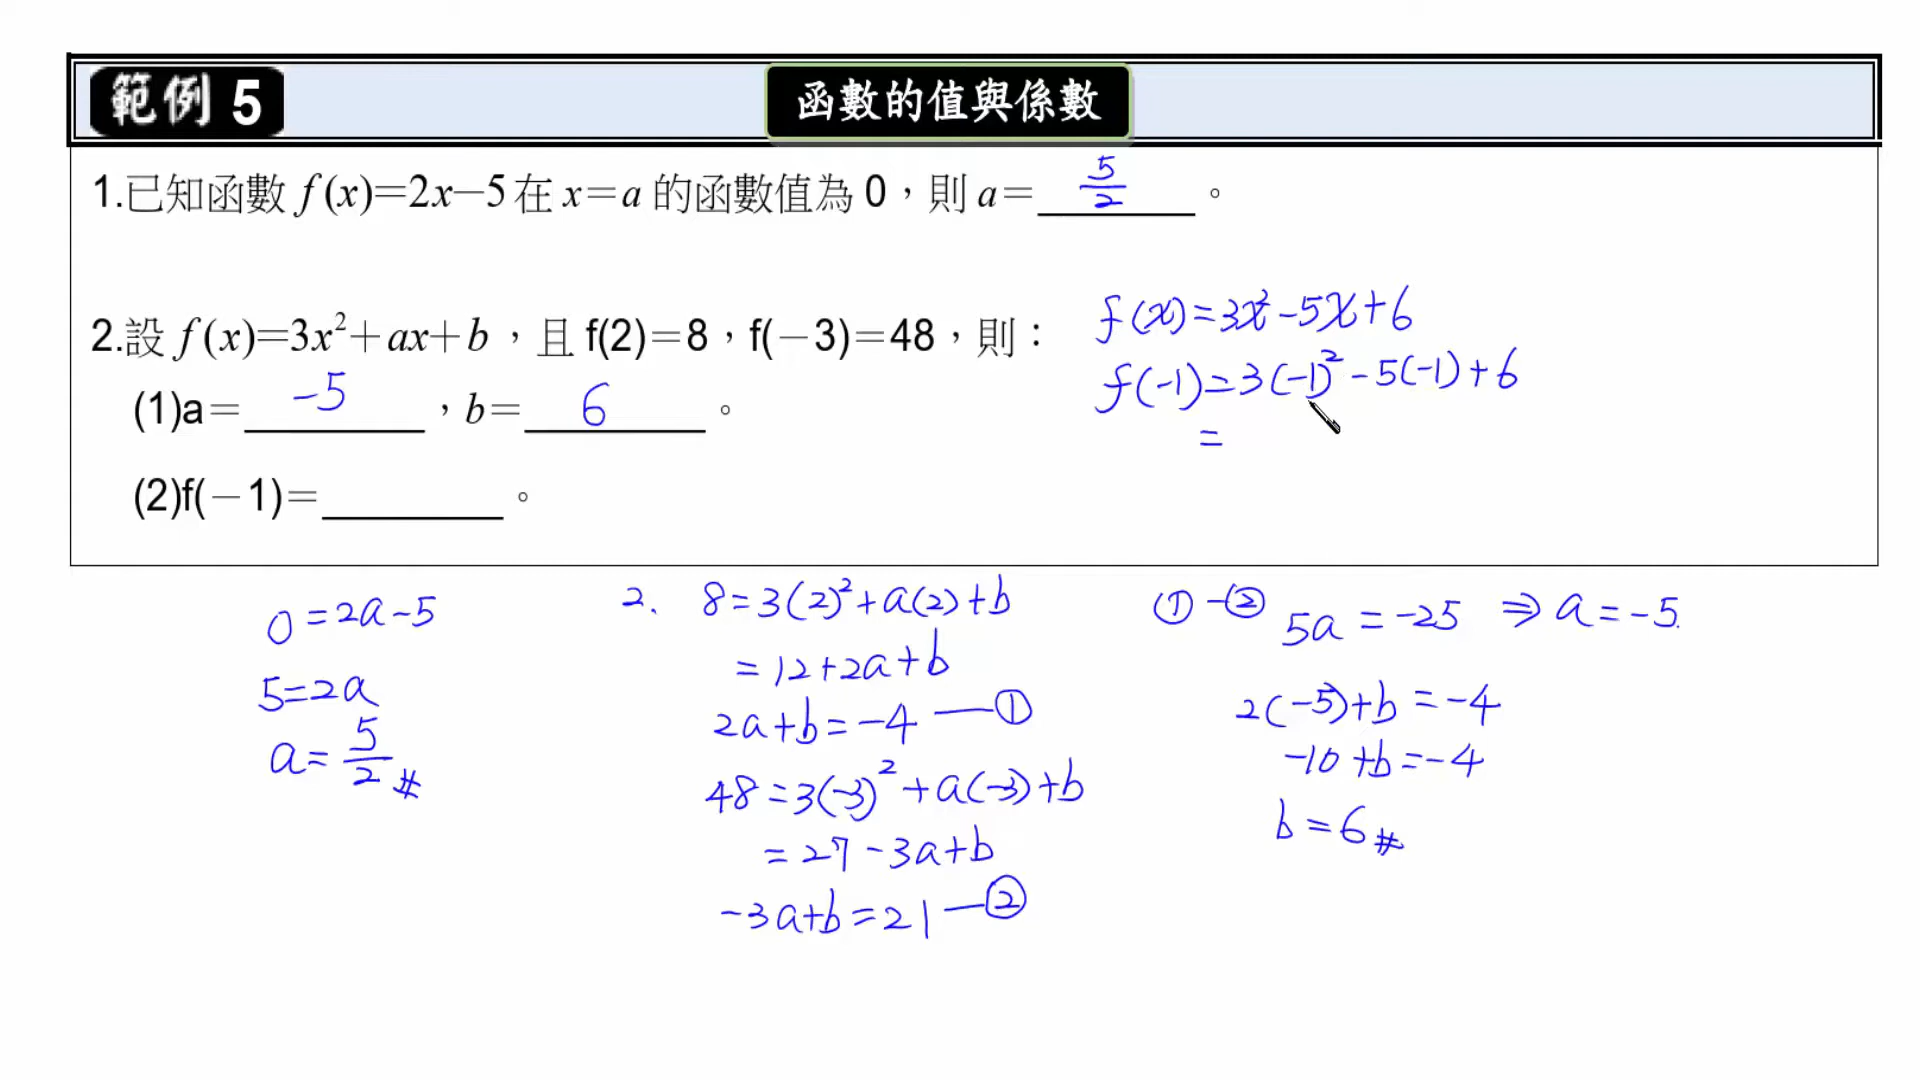 範例 5
函數的值與係數
1.已知函數 f(x)=2x−5在 x=a 的函數值為 0，則 a= 5/2 。
2.設 f(x)=3x²+ax+b，且 f(2)=8，f(−3)=48，則：
(1)a= -5 ，b= 6 。
(2)f(−1)=________。
f(x)=3x²-5x+6
f(-1)=3(-1)²-5(-1)+6
=
0=2a-5
5=2a
a=5/2 #
2. 8=3(2)²+a(2)+b
=12+2a+b
2a+b=-4 —①
48=3(-3)²+a(-3)+b
=27-3a+b
-3a+b=21 —②
①-② 5a=-25 ⇒ a=-5.
2(-5)+b=-4
-10+b=-4
b=6 #